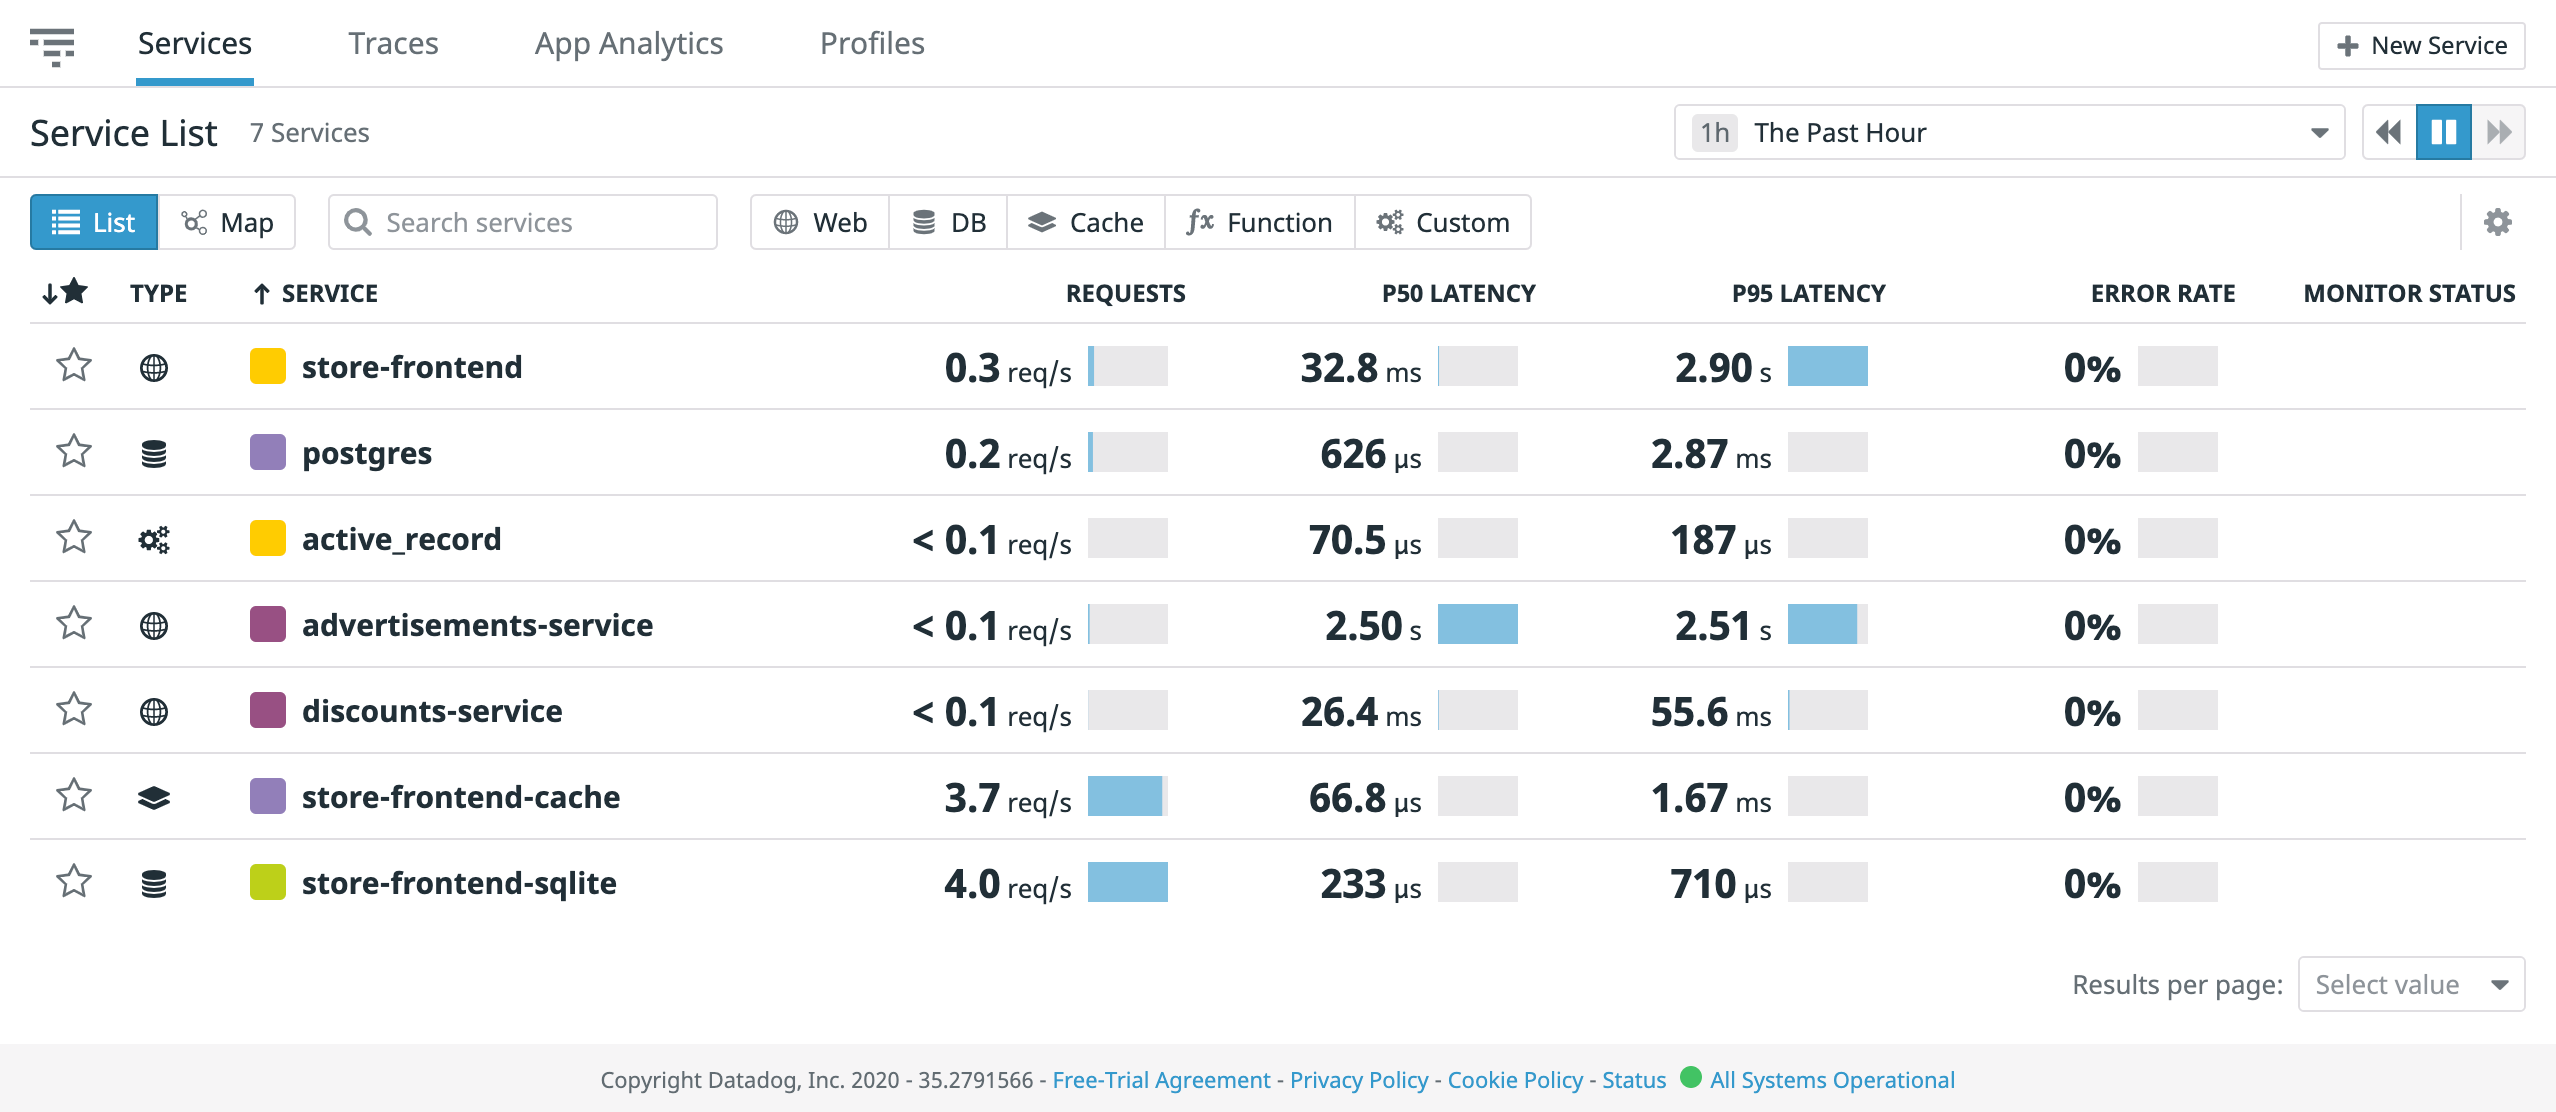 Services Traces App Analytics Profiles New Service
Service List 7 Services 1h The Past Hour
List Map Search services Web DB Cache Function Custom
TYPE SERVICE REQUESTS P50 LATENCY P95 LATENCY ERROR RATE MONITOR STATUS
store-frontend 0.3 req/s 32.8 ms 2.90 s 0%
postgres 0.2 req/s 626 µs 2.87 ms 0%
active_record < 0.1 req/s 70.5 µs 187 µs 0%
advertisements-service < 0.1 req/s 2.50 s 2.51 s 0%
discounts-service < 0.1 req/s 26.4 ms 55.6 ms 0%
store-frontend-cache 3.7 req/s 66.8 µs 1.67 ms 0%
store-frontend-sqlite 4.0 req/s 233 µs 710 µs 0%
Results per page: Select value
Copyright Datadog, Inc. 2020 - 35.2791566 - Free-Trial Agreement - Privacy Policy - Cookie Policy - Status All Systems Operational